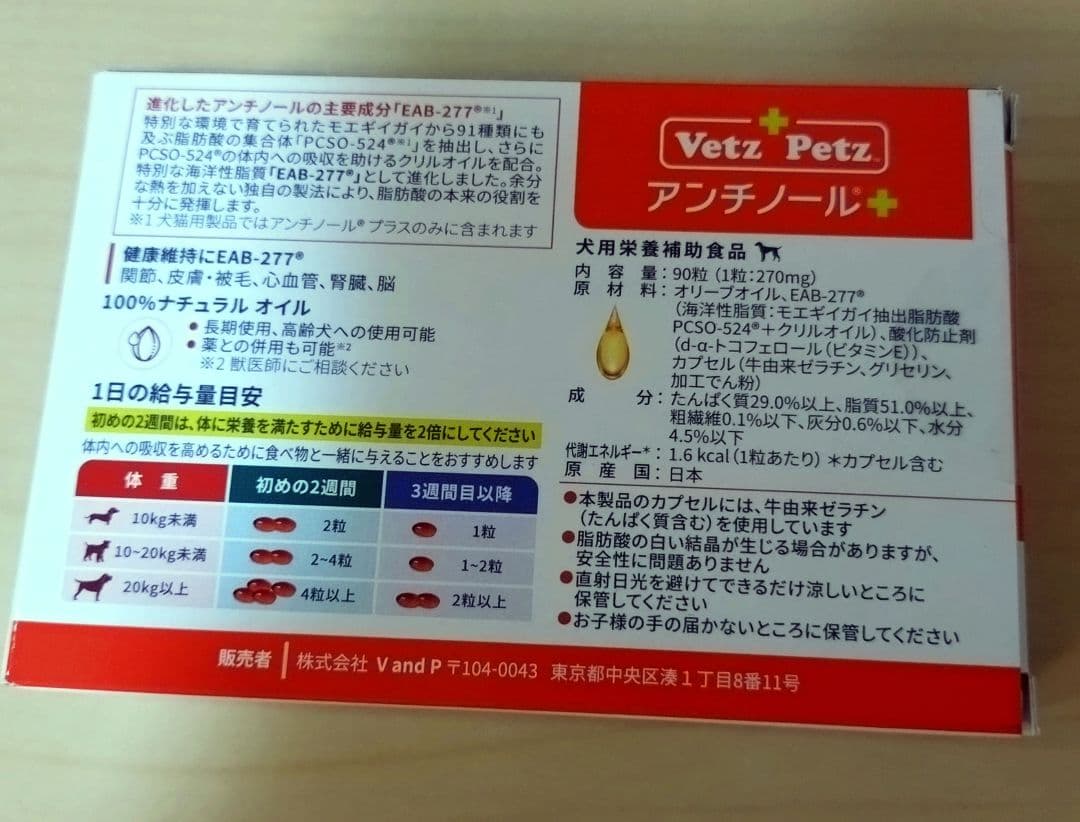 進化したアンチノールの主要成分「EAB-277®※1」
特別な環境で育てられたモエギイガイから91種類にも
及ぶ脂肪酸の集合体「PCSO-524®※1」を抽出し、さらに
PCSO-524®の体内への吸収を助けるクリルオイルを配合。
特別な海洋性脂質「EAB-277®」として進化しました。余分
な熱を加えない独自の製法により、脂肪酸の本来の役割を
十分に発揮します。
※1 犬猫用製品ではアンチノール® プラスのみに含まれます
健康維持にEAB-277®
関節、皮膚・被毛、心血管、腎臓、脳
100%ナチュラル オイル
●長期使用、高齢犬への使用可能
●薬との併用も可能※2
※2 獣医師にご相談ください
1日の給与量目安
初めの2週間は、体に栄養を満たすために給与量を2倍にしてください
体内への吸収を高めるために食べ物と一緒に与えることをおすすめします
体 重 初めの2週間 3週間目以降
10kg未満 2粒 1粒
10~20kg未満 2~4粒 1~2粒
20kg以上 4粒以上 2粒以上
Vetz Petz™
アンチノール®+
犬用栄養補助食品
内容量:90粒(1粒:270mg)
原材料:オリーブオイル、EAB-277®
(海洋性脂質:モエギイガイ抽出脂肪酸
PCSO-524®+クリルオイル)、酸化防止剤
(d-α-トコフェロール(ビタミンE))、
カプセル(牛由来ゼラチン、グリセリン、
加工でん粉)
成分:たんぱく質29.0%以上、脂質51.0%以上、
粗繊維0.1%以下、灰分0.6%以下、水分
4.5%以下
代謝エネルギー*:1.6 kcal(1粒あたり) *カプセル含む
原産国:日本
●本製品のカプセルには、牛由来ゼラチン
(たんぱく質含む)を使用しています
●脂肪酸の白い結晶が生じる場合がありますが、
安全性に問題ありません
●直射日光を避けてできるだけ涼しいところに
保管してください
●お子様の手の届かないところに保管してください
販売者 株式会社 V and P 〒104-0043 東京都中央区湊1丁目8番11号